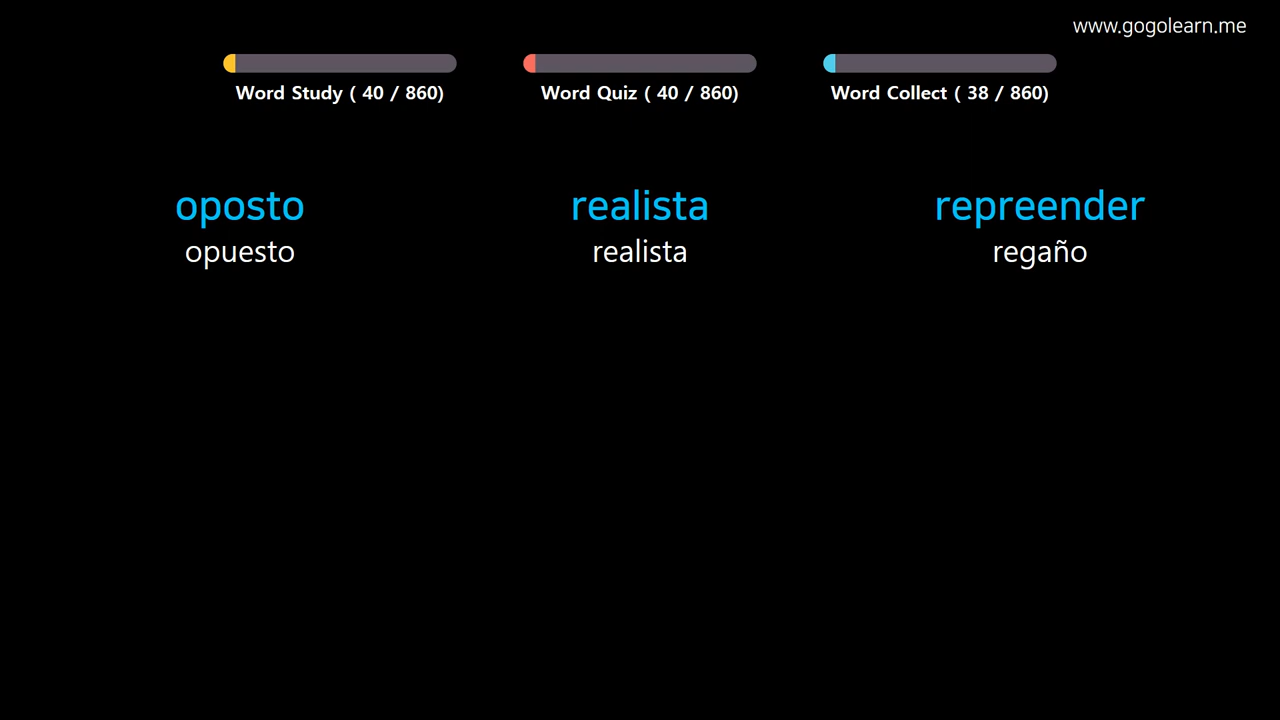 www.gogolearn.me
Word Study ( 40 / 860)
Word Quiz ( 40 / 860)
Word Collect ( 38 / 860)
oposto
opuesto
realista
realista
repreender
regaño